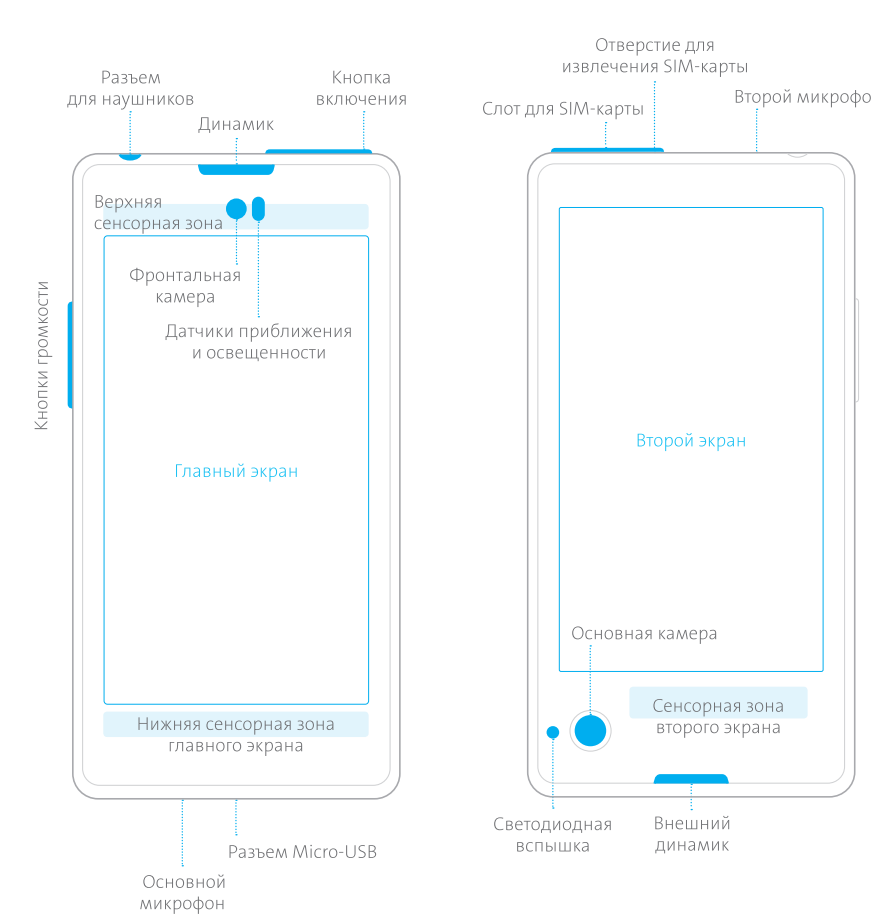 Разъем
для наушников
Динамик
Кнопка
включения
Верхняя
сенсорная зона
Фронтальная
камера
Датчики приближения
и освещенности
Кнопки громкости
Главный экран
Нижняя сенсорная зона
главного экрана
Разъем Micro-USB
Основной
микрофон
Отверстие для
извлечения SIM-карты
Слот для SIM-карты
Второй микрофо
Второй экран
Основная камера
Сенсорная зона
второго экрана
Светодиодная
вспышка
Внешний
динамик